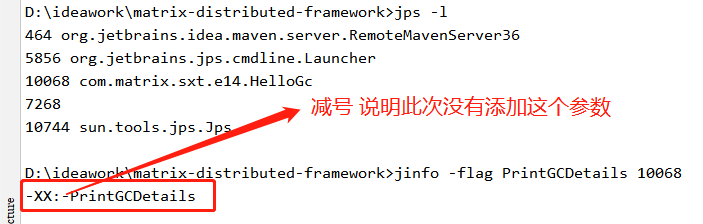 D:\ideawork\matrix-distributed-framework>jps -l
464 org.jetbrains.idea.maven.server.RemoteMavenServer36
5856 org.jetbrains.jps.cmdline.Launcher
10068 com.matrix.sxt.e14.HelloGc
7268
减号 说明此次没有添加这个参数
10744 sun.tools.jps.Jps
D:\ideawork\matrix-distributed-framework>jinfo -flag PrintGCDetails 10068
-XX:-PrintGCDetails